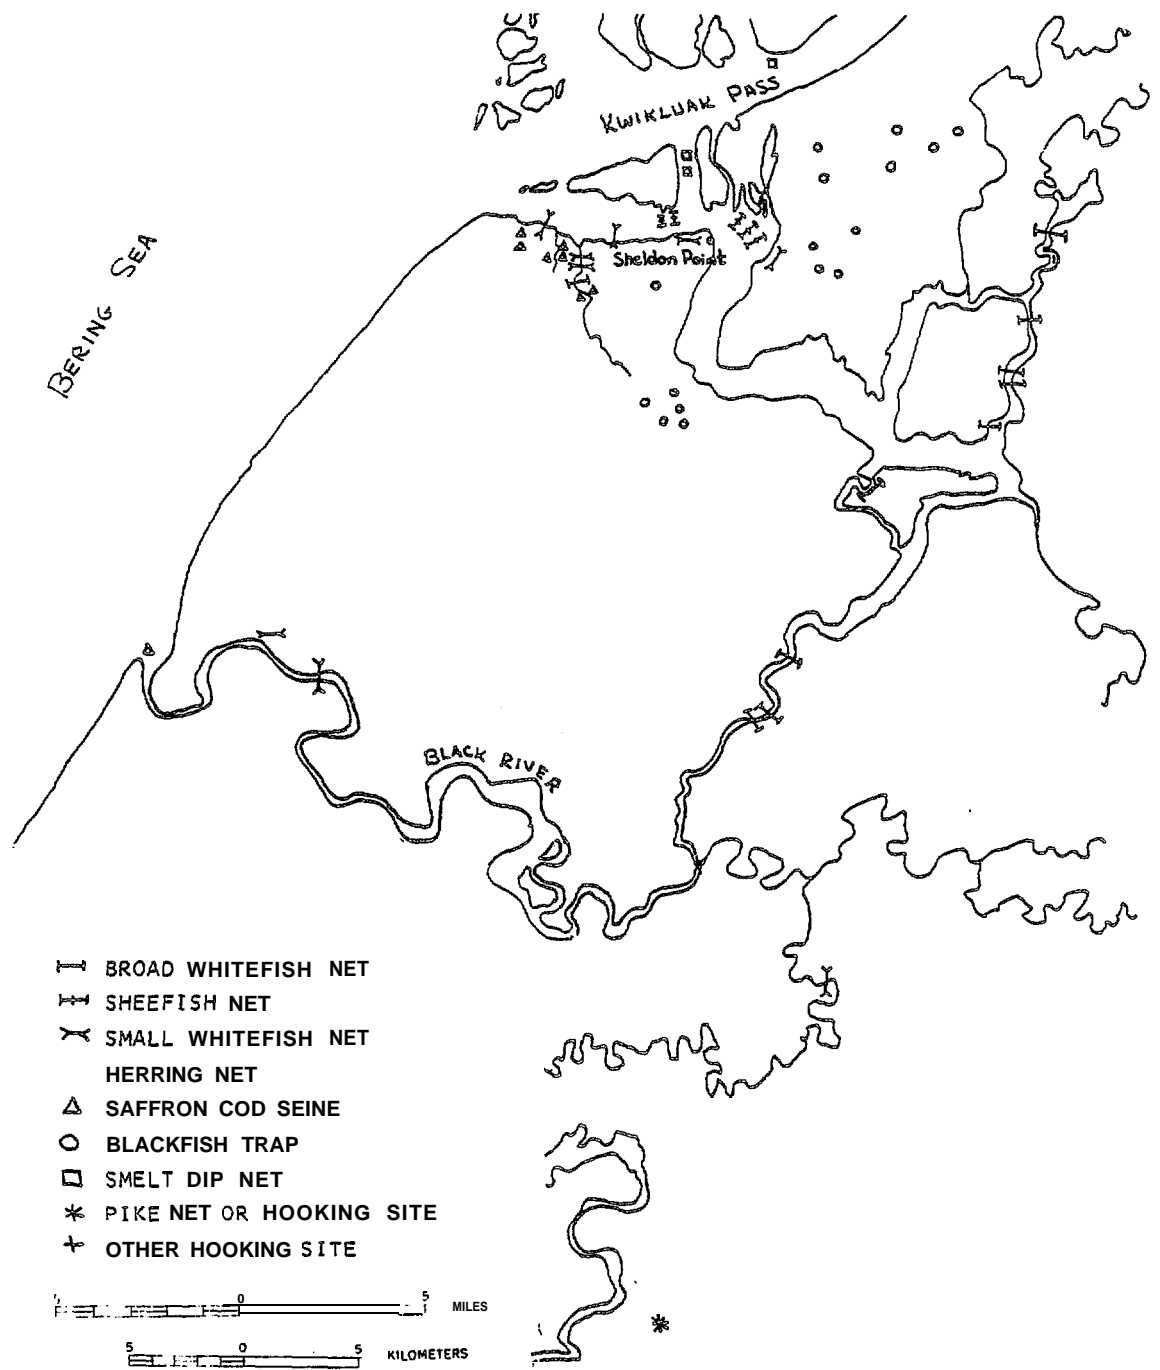 KWIKLUAK PASS
BERING SEA
Sheldon Point
BLACK RIVER
BROAD WHITEFISH NET
SHEEFISH NET
SMALL WHITEFISH NET
HERRING NET
SAFFRON COD SEINE
BLACKFISH TRAP
SMELT DIP NET
PIKE NET OR HOOKING SITE
OTHER HOOKING SITE
0 5 MILES
5 0 5 KILOMETERS